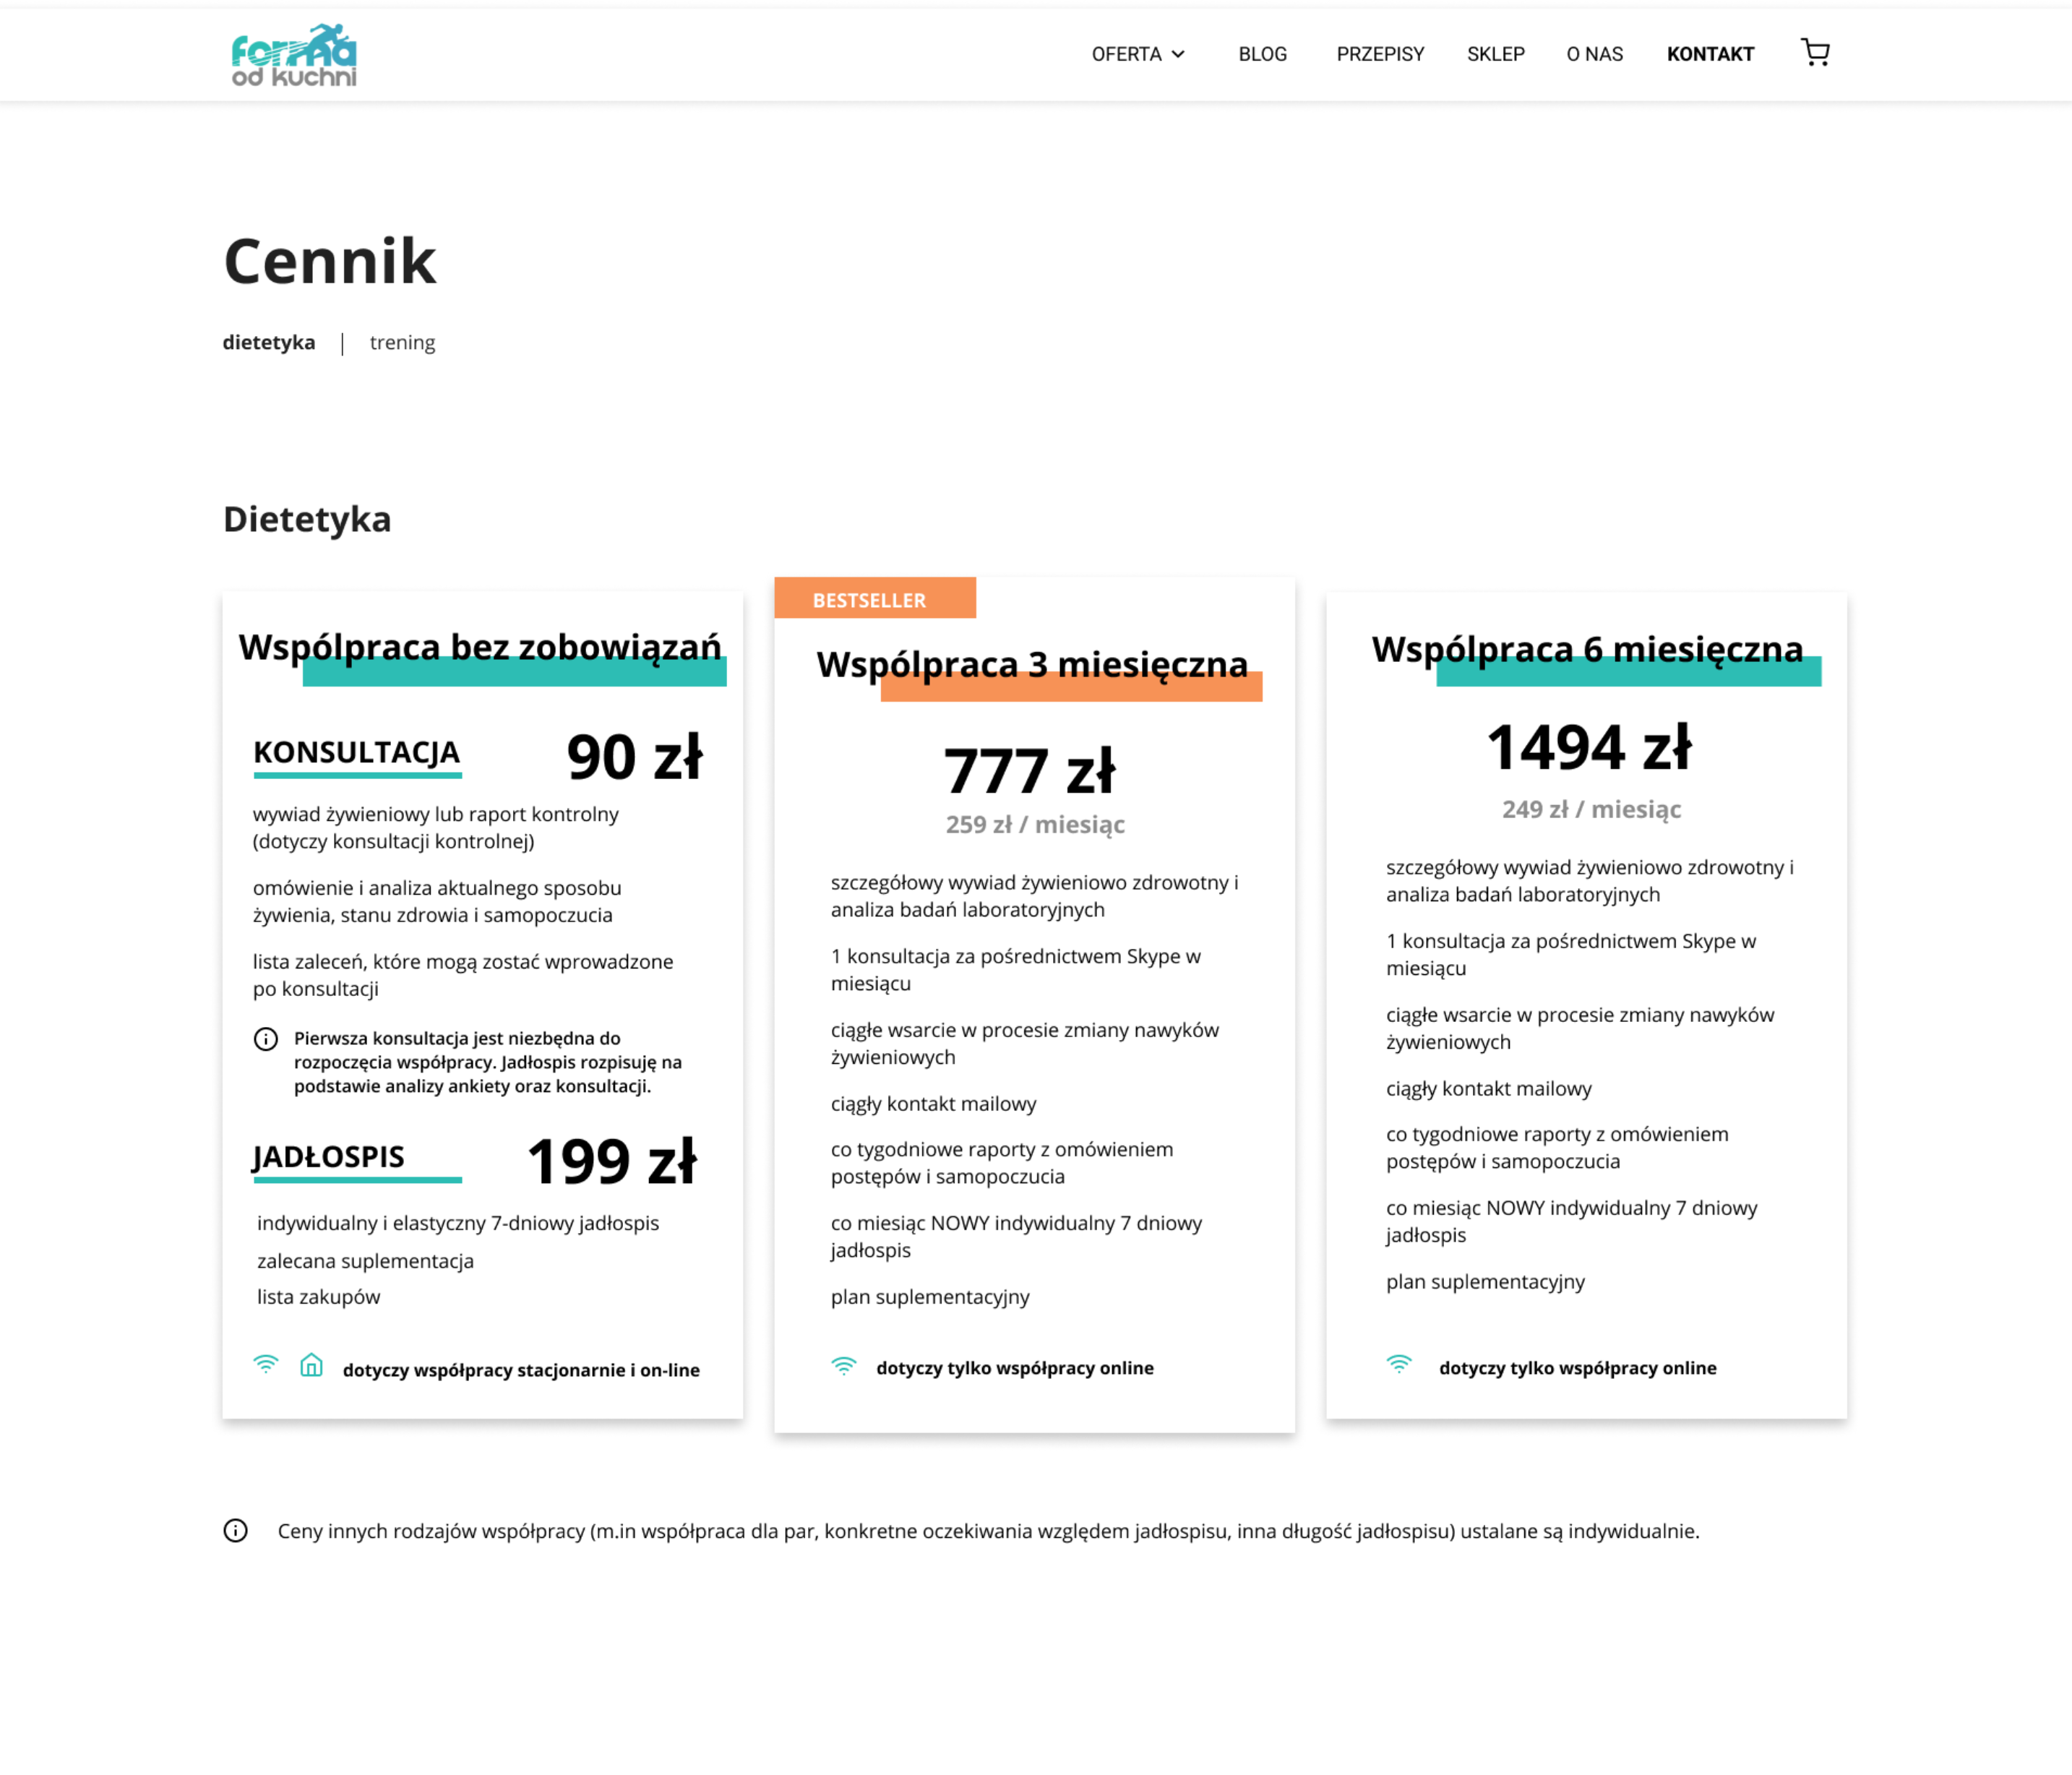 forma
od kuchni
OFERTA
BLOG
PRZEPISY
SKLEP
O NAS
KONTAKT
Cennik
dietetyka | trening
Dietetyka
Wspólpraca bez zobowiązań
KONSULTACJA
90 zł
wywiad żywieniowy lub raport kontrolny
(dotyczy konsultacji kontrolnej)
omówienie i analiza aktualnego sposobu
żywienia, stanu zdrowia i samopoczucia
lista zaleceń, które mogą zostać wprowadzone
po konsultacji
Pierwsza konsultacja jest niezbędna do
rozpoczęcia współpracy. Jadłospis rozpisuję na
podstawie analizy ankiety oraz konsultacji.
JADŁOSPIS
199 zł
indywidualny i elastyczny 7-dniowy jadłospis
zalecana suplementacja
lista zakupów
dotyczy współpracy stacjonarnie i on-line
BESTSELLER
Wspólpraca 3 miesięczna
777 zł
259 zł / miesiąc
szczegółowy wywiad żywieniowo zdrowotny i
analiza badań laboratoryjnych
1 konsultacja za pośrednictwem Skype w
miesiącu
ciągłe wsarcie w procesie zmiany nawyków
żywieniowych
ciągły kontakt mailowy
co tygodniowe raporty z omówieniem
postępów i samopoczucia
co miesiąc NOWY indywidualny 7 dniowy
jadłospis
plan suplementacyjny
dotyczy tylko współpracy online
Wspólpraca 6 miesięczna
1494 zł
249 zł / miesiąc
szczegółowy wywiad żywieniowo zdrowotny i
analiza badań laboratoryjnych
1 konsultacja za pośrednictwem Skype w
miesiącu
ciągłe wsarcie w procesie zmiany nawyków
żywieniowych
ciągły kontakt mailowy
co tygodniowe raporty z omówieniem
postępów i samopoczucia
co miesiąc NOWY indywidualny 7 dniowy
jadłospis
plan suplementacyjny
dotyczy tylko współpracy online
Ceny innych rodzajów współpracy (m.in współpraca dla par, konkretne oczekiwania względem jadłospisu, inna długość jadłospisu) ustalane są indywidualnie.